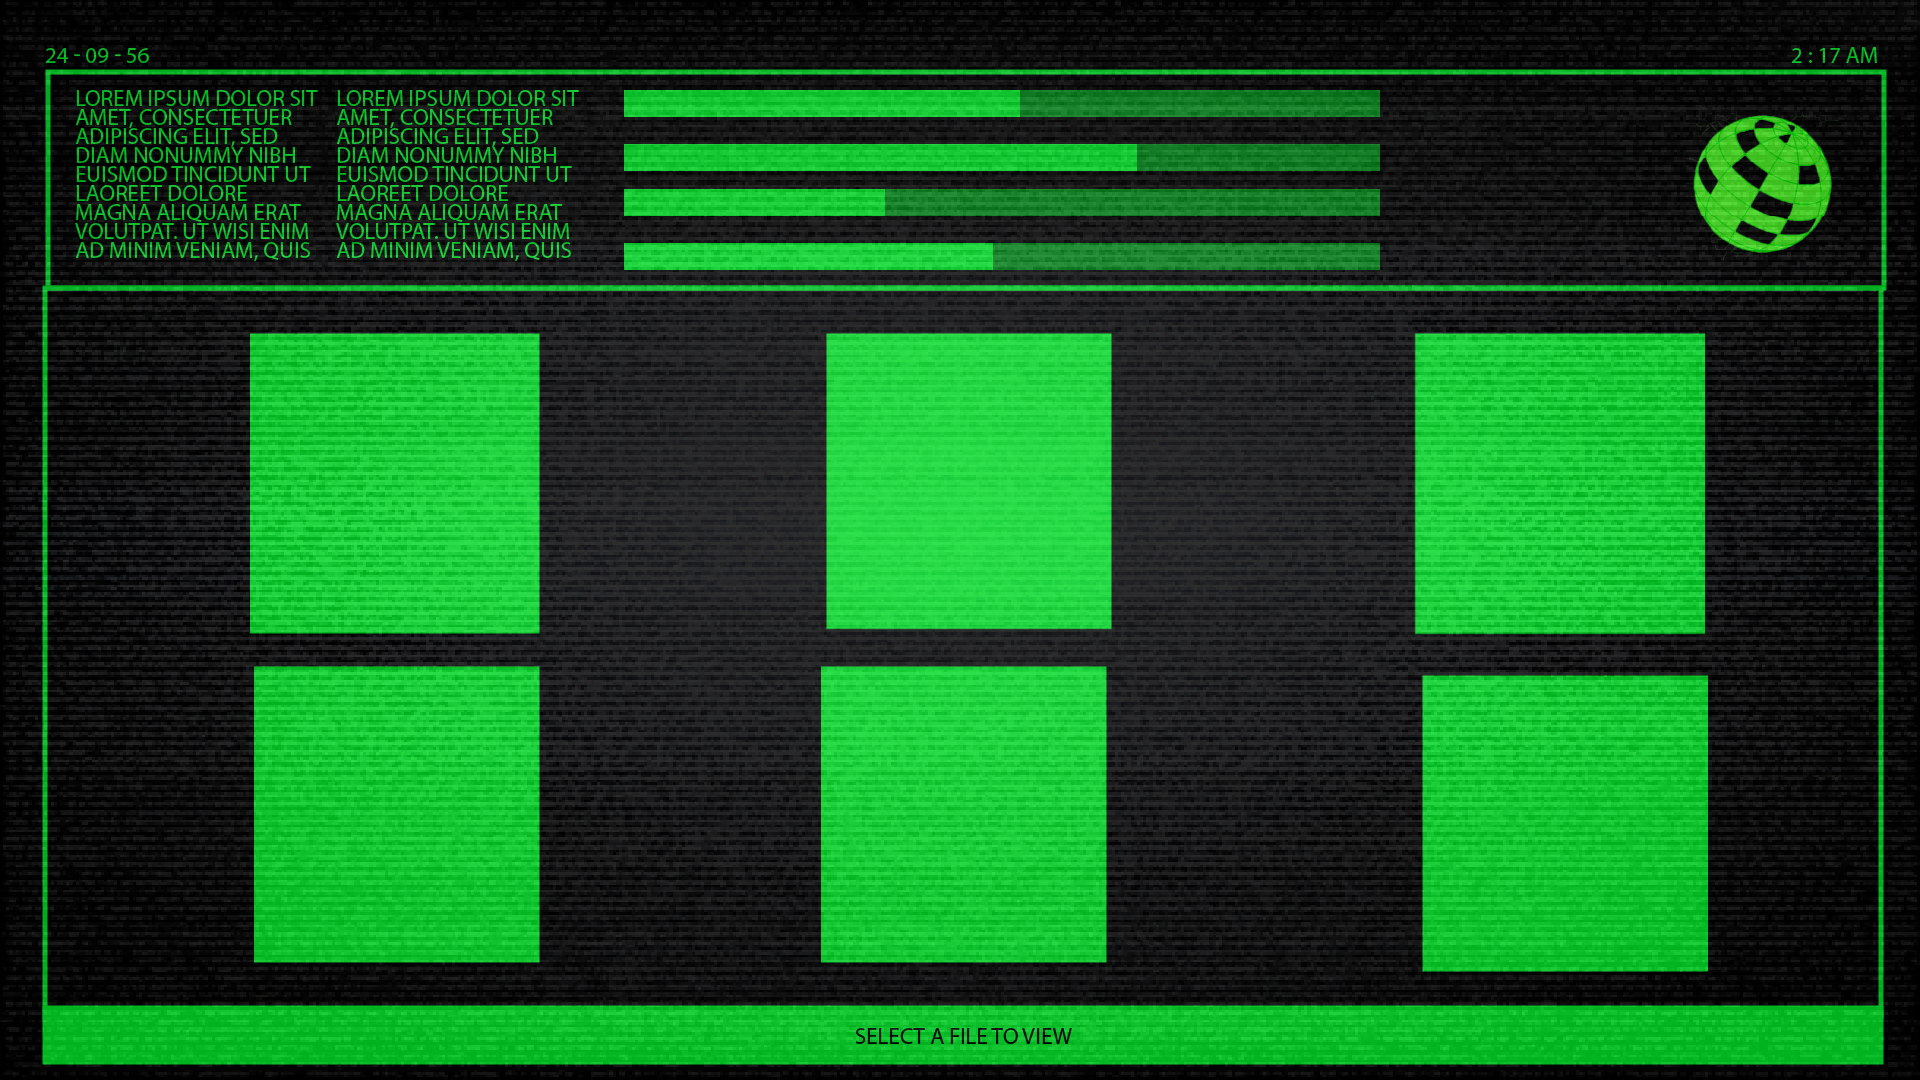 24 - 09 - 56
2 : 17 AM
LOREM IPSUM DOLOR SIT
AMET, CONSECTETUER
ADIPISCING ELIT, SED
DIAM NONUMMY NIBH
EUISMOD TINCIDUNT UT
LAOREET DOLORE
MAGNA ALIQUAM ERAT
VOLUTPAT. UT WISI ENIM
AD MINIM VENIAM, QUIS
LOREM IPSUM DOLOR SIT
AMET, CONSECTETUER
ADIPISCING ELIT, SED
DIAM NONUMMY NIBH
EUISMOD TINCIDUNT UT
LAOREET DOLORE
MAGNA ALIQUAM ERAT
VOLUTPAT. UT WISI ENIM
AD MINIM VENIAM, QUIS
SELECT A FILE TO VIEW